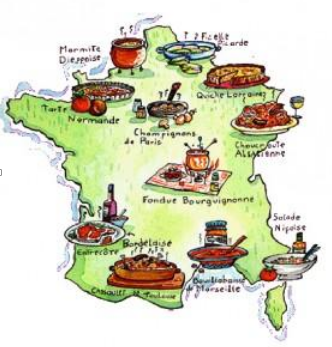 Marmite
Dieppoise
Ficelle
Picarde
Quiche Lorraine
Tarte
Normande
Champignons
de Paris
Choucroute
Alsacienne
Fondue Bourguignonne
Salade
Niçoise
Entrecôte
Bordelaise
Bouillabaisse
de Marseille
CASSOULET DE Toulouse